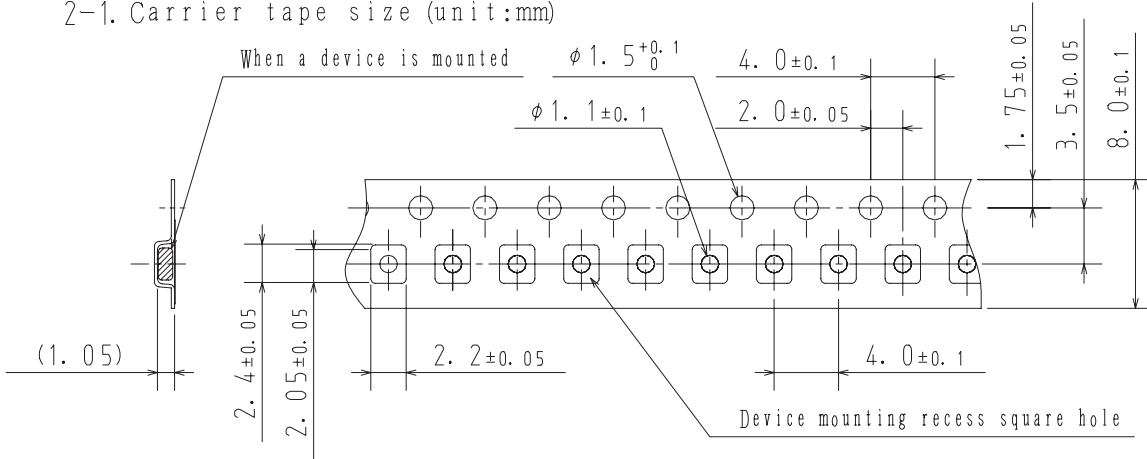 2-1. Carrier tape size (unit:mm)
When a device is mounted
φ1.5 +0.1 0
4.0±0.1
φ1.1±0.1
2.0±0.05
1.75±0.05
3.5±0.05
8.0±0.1
(1.05)
2.4±0.05
2.05±0.05
2.2±0.05
4.0±0.1
Device mounting recess square hole